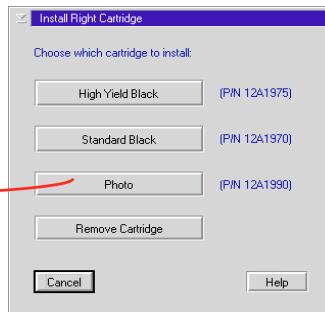 Install Right Cartridge
Choose which cartridge to install:
High Yield Black (P/N 12A1975)
Standard Black (P/N 12A1970)
Photo (P/N 12A1990)
Remove Cartridge
Cancel Help